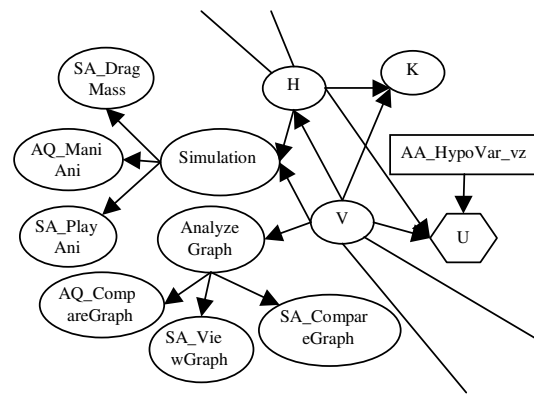 SA_Drag
Mass
H
K
AQ_Mani
Ani
Simulation
AA_HypoVar_vz
SA_Play
Ani
Analyze
Graph
V
U
AQ_Comp
areGraph
SA_Vie
wGraph
SA_Compar
eGraph